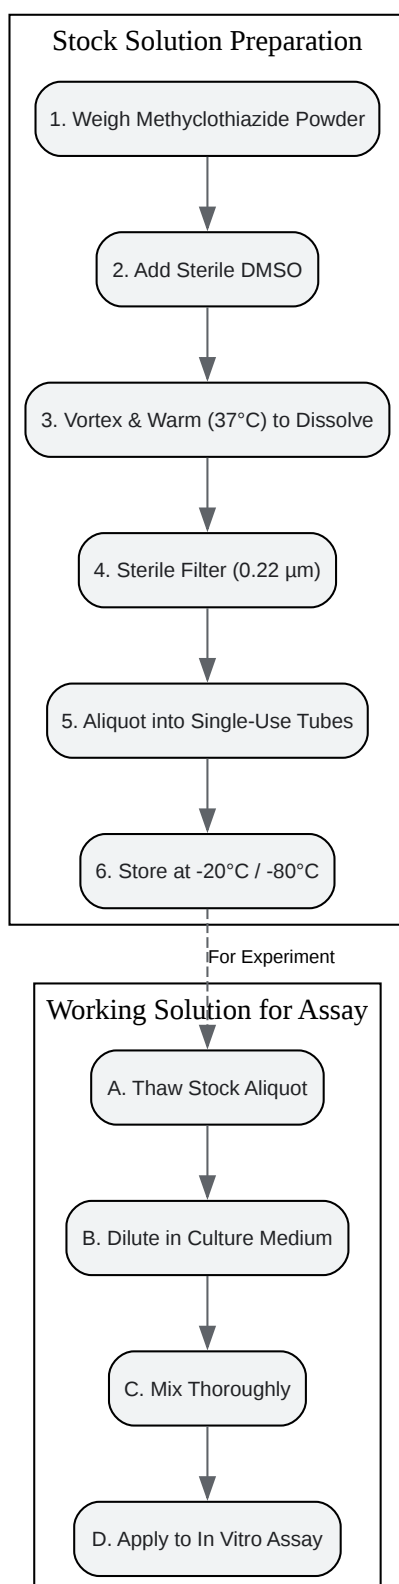 Stock Solution Preparation
1. Weigh Methyclothiazide Powder
2. Add Sterile DMSO
3. Vortex & Warm (37°C) to Dissolve
4. Sterile Filter (0.22 µm)
5. Aliquot into Single-Use Tubes
6. Store at -20°C / -80°C
For Experiment
Working Solution for Assay
A. Thaw Stock Aliquot
B. Dilute in Culture Medium
C. Mix Thoroughly
D. Apply to In Vitro Assay